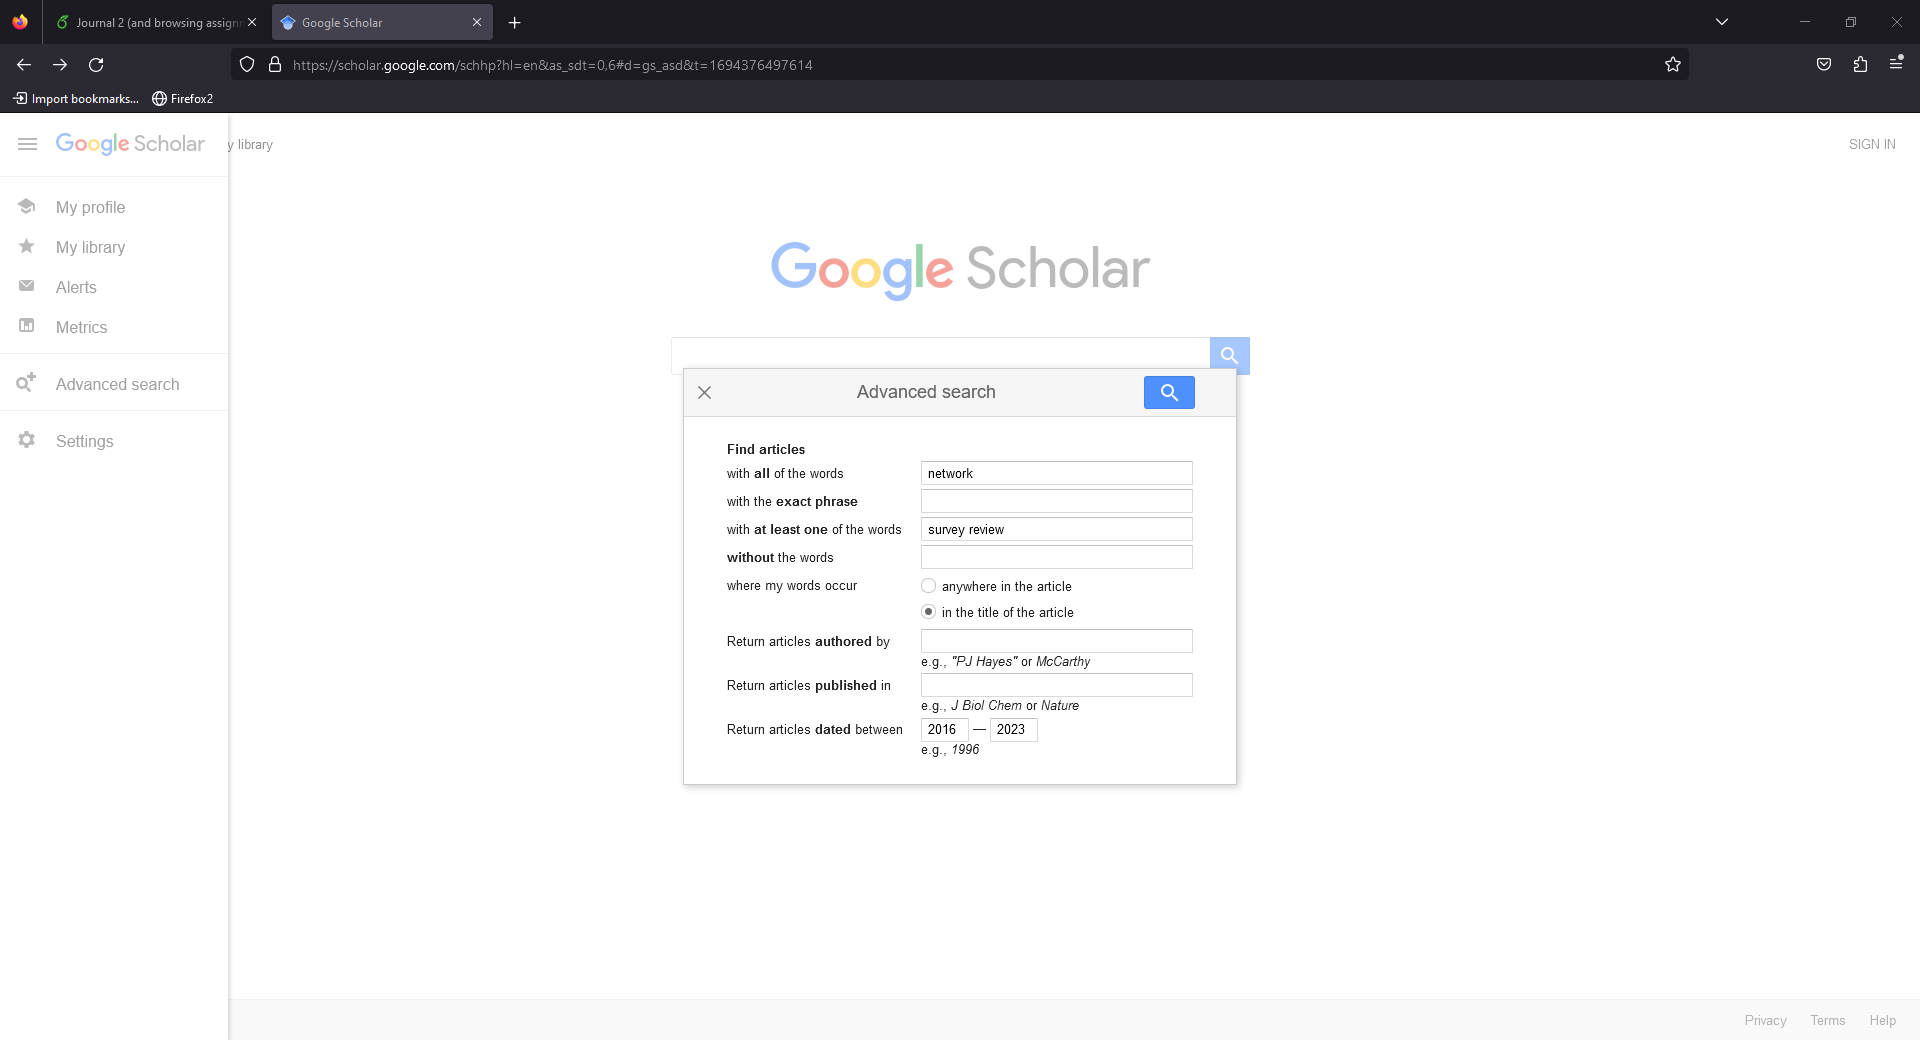 Journal 2 (and browsing assign
Google Scholar
https://scholar.google.com/schhp?hl=en&as_sdt=0,6#d=gs_asd&t=1694376497614
Import bookmarks...
Firefox2
Google Scholar
y library
SIGN IN
My profile
My library
Alerts
Metrics
Advanced search
Settings
Google Scholar
Advanced search
Find articles
with all of the words
network
with the exact phrase
with at least one of the words
survey review
without the words
where my words occur
anywhere in the article
in the title of the article
Return articles authored by
e.g., "PJ Hayes" or McCarthy
Return articles published in
e.g., J Biol Chem or Nature
Return articles dated between
2016 — 2023
e.g., 1996
Privacy
Terms
Help